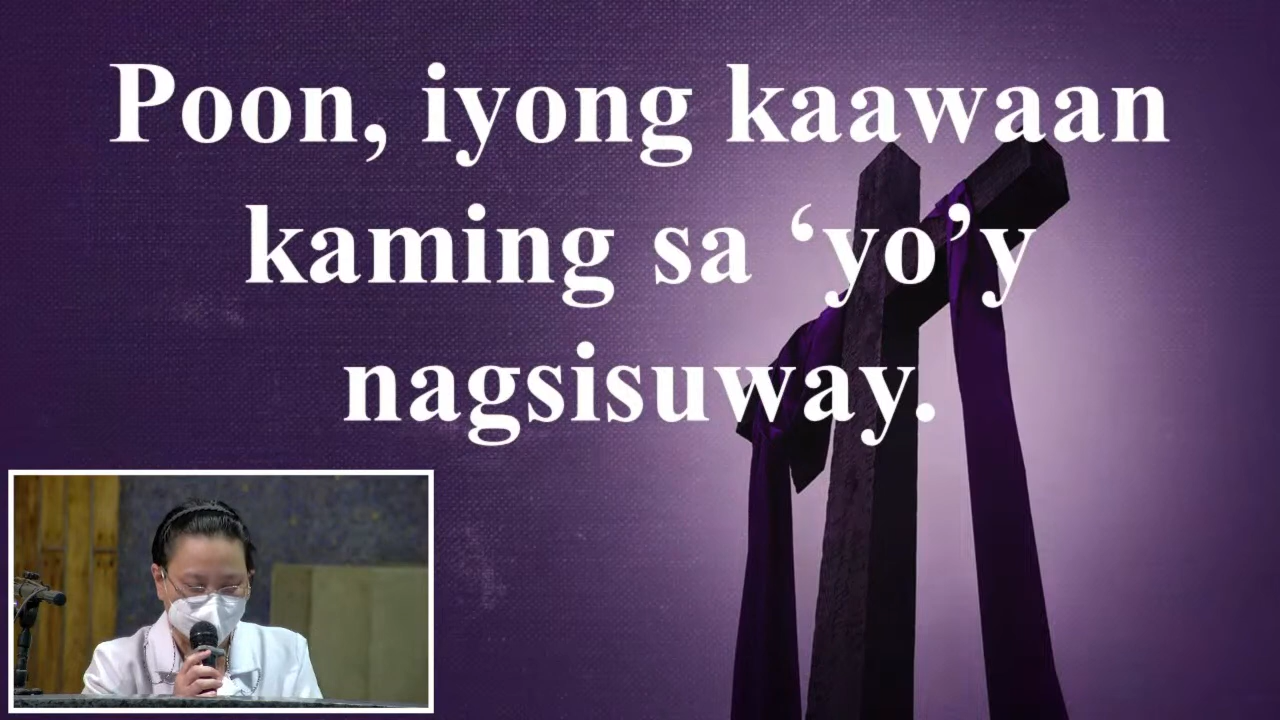 Poon, iyong kaawaan
kaming sa ‘yo’y
nagsisuway.